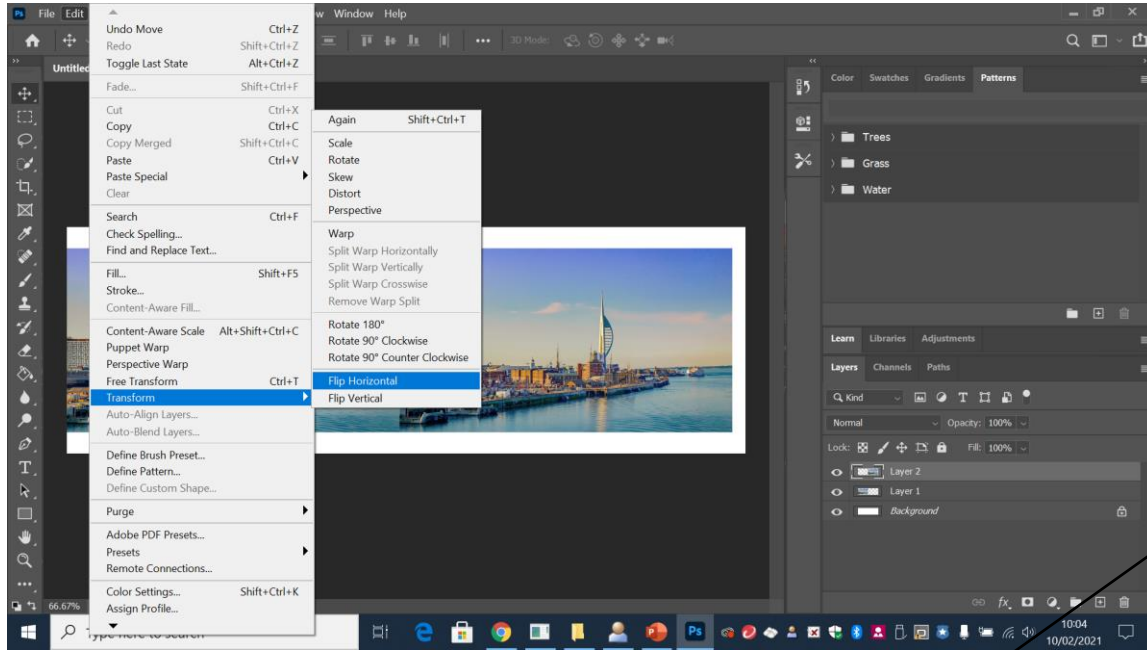 Ps File Edit w Window Help
3D Mode:
Untitled
Undo Move Ctrl+Z
Redo Shift+Ctrl+Z
Toggle Last State Alt+Ctrl+Z
Fade... Shift+Ctrl+F
Cut Ctrl+X
Copy Ctrl+C
Copy Merged Shift+Ctrl+C
Paste Ctrl+V
Paste Special
Clear
Search Ctrl+F
Check Spelling...
Find and Replace Text...
Fill... Shift+F5
Stroke...
Content-Aware Fill...
Content-Aware Scale Alt+Shift+Ctrl+C
Puppet Warp
Perspective Warp
Free Transform Ctrl+T
Transform
Auto-Align Layers...
Auto-Blend Layers...
Define Brush Preset...
Define Pattern...
Define Custom Shape...
Purge
Adobe PDF Presets...
Presets
Remote Connections...
Color Settings... Shift+Ctrl+K
Assign Profile...
Again Shift+Ctrl+T
Scale
Rotate
Skew
Distort
Perspective
Warp
Split Warp Horizontally
Split Warp Vertically
Split Warp Crosswise
Remove Warp Split
Rotate 180°
Rotate 90° Clockwise
Rotate 90° Counter Clockwise
Flip Horizontal
Flip Vertical
Color Swatches Gradients Patterns
Trees
Grass
Water
Learn Libraries Adjustments
Layers Channels Paths
Kind
Normal Opacity: 100%
Lock: Fill: 100%
Layer 2
Layer 1
Background
fx
66.67%
Type here to search
Ps
10:04
10/02/2021